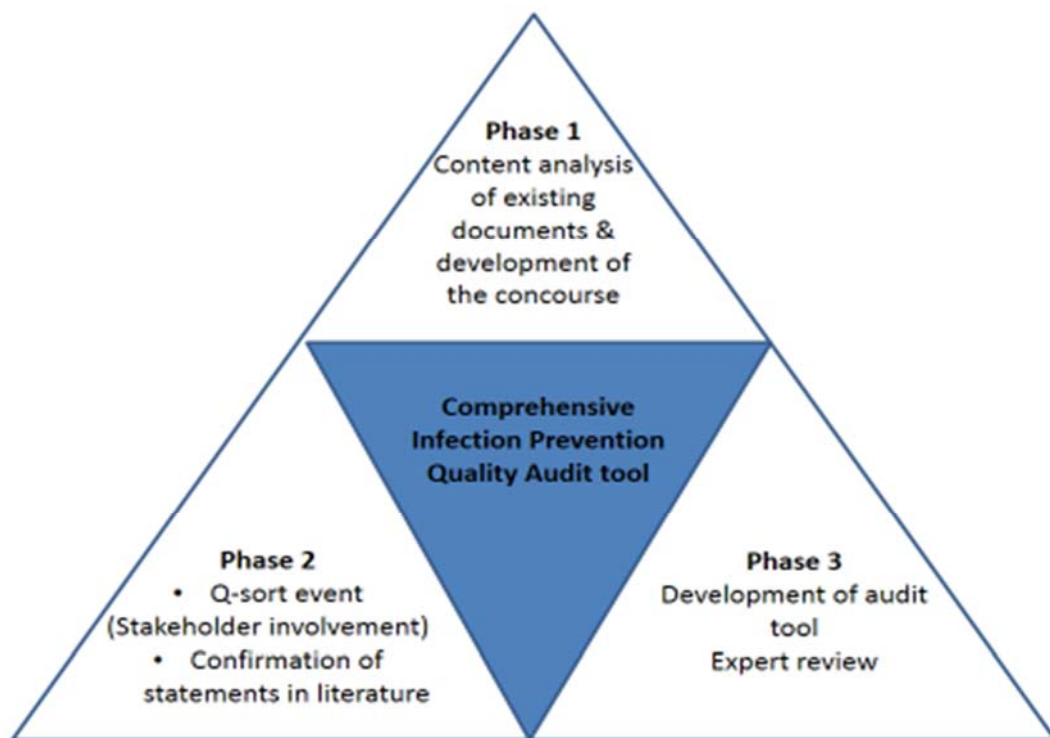 Phase 1
Content analysis
of existing
documents &
development of
the concourse
Comprehensive
Infection Prevention
Quality Audit tool
Phase 2
• Q-sort event
(Stakeholder involvement)
• Confirmation of
statements in literature
Phase 3
Development of audit
tool
Expert review